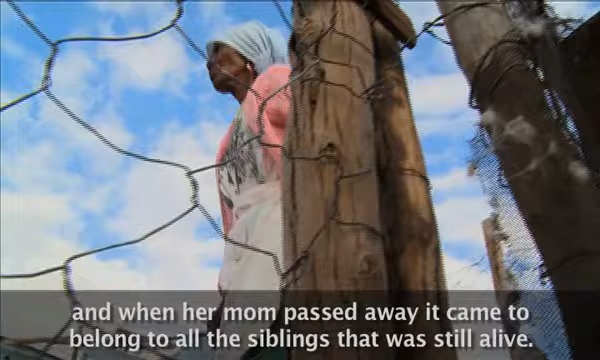 and when her mom passed away it came to
belong to all the siblings that was still alive.